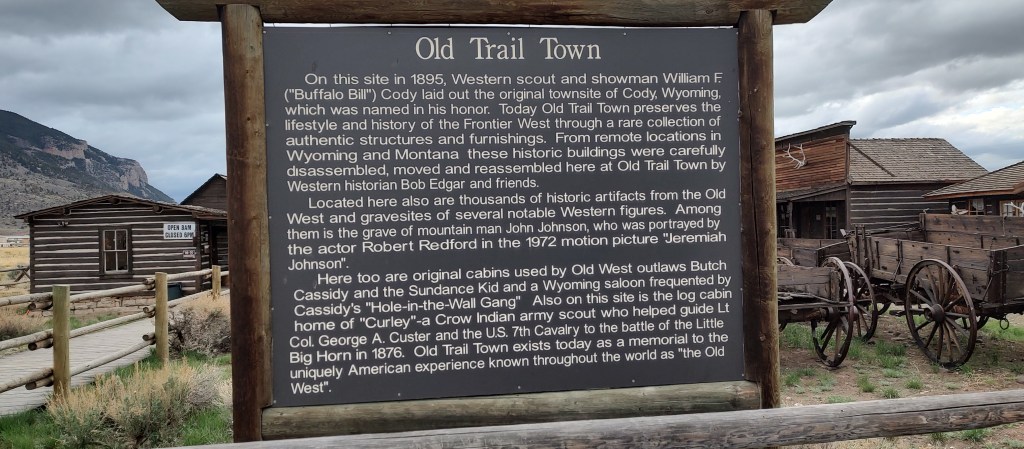 Old Trail Town
On this site in 1895, Western scout and showman William F.
("Buffalo Bill") Cody laid out the original townsite of Cody, Wyoming,
which was named in his honor. Today Old Trail Town preserves the
lifestyle and history of the Frontier West through a rare collection of
authentic structures and furnishings. From remote locations in
Wyoming and Montana these historic buildings were carefully
disassembled, moved and reassembled here at Old Trail Town by
Western historian Bob Edgar and friends.
Located here also are thousands of historic artifacts from the Old
West and gravesites of several notable Western figures. Among
them is the grave of mountain man John Johnson, who was portrayed by
the actor Robert Redford in the 1972 motion picture "Jeremiah
Johnson".
Here too are original cabins used by Old West outlaws Butch
Cassidy and the Sundance Kid and a Wyoming saloon frequented by
Cassidy's "Hole-in-the-Wall Gang" Also on this site is the log cabin
home of "Curley"-a Crow Indian army scout who helped guide Lt
Col. George A. Custer and the U.S. 7th Cavalry to the battle of the Little
Big Horn in 1876. Old Trail Town exists today as a memorial to the
uniquely American experience known throughout the world as "the Old
West".
OPEN 8AM
CLOSED 6PM